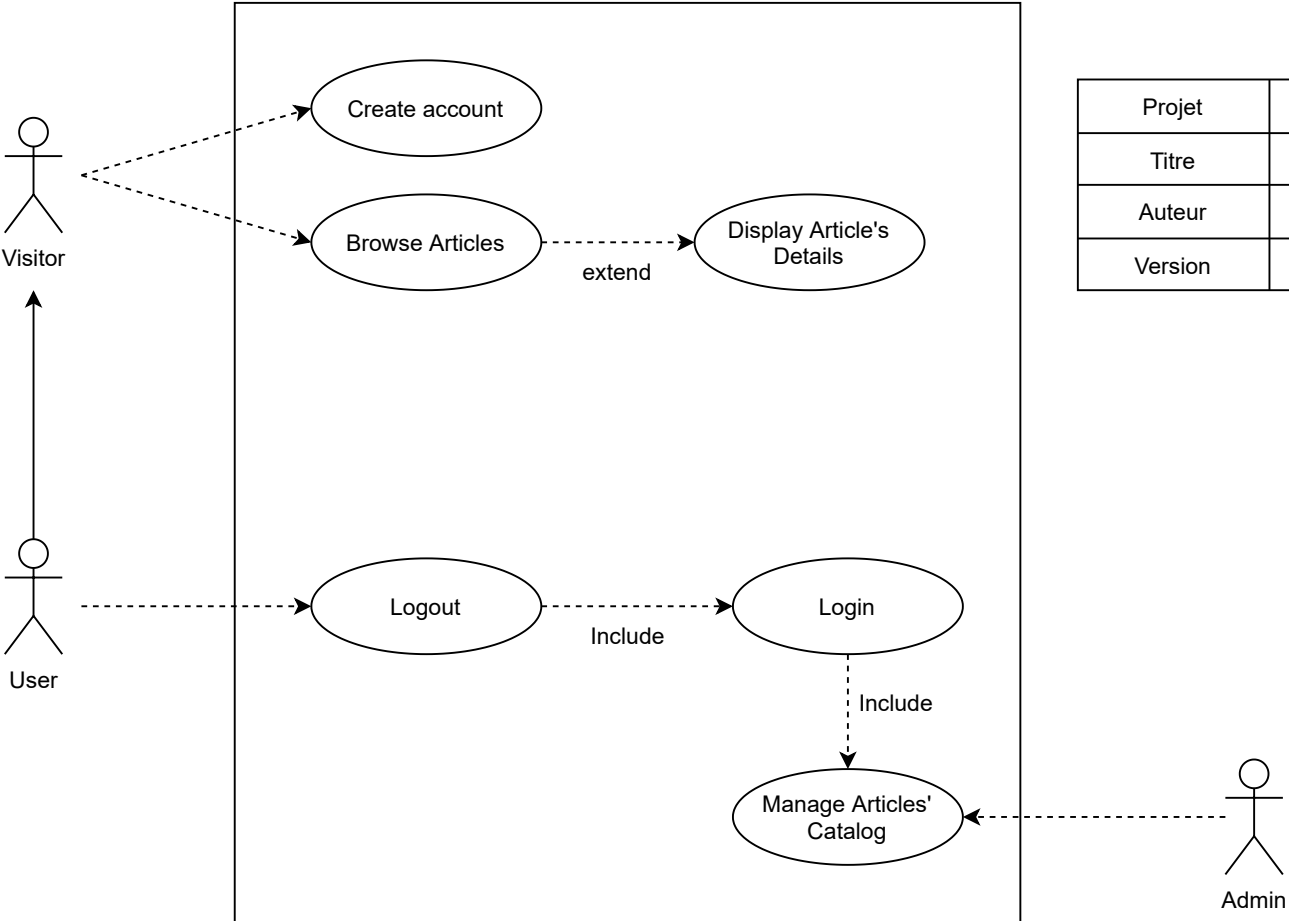 Create account
Projet
Titre
Auteur
Version
Visitor
Browse Articles
Display Article's
Details
extend
Logout
Include
Login
User
Include
Manage Articles'
Catalog
Admin